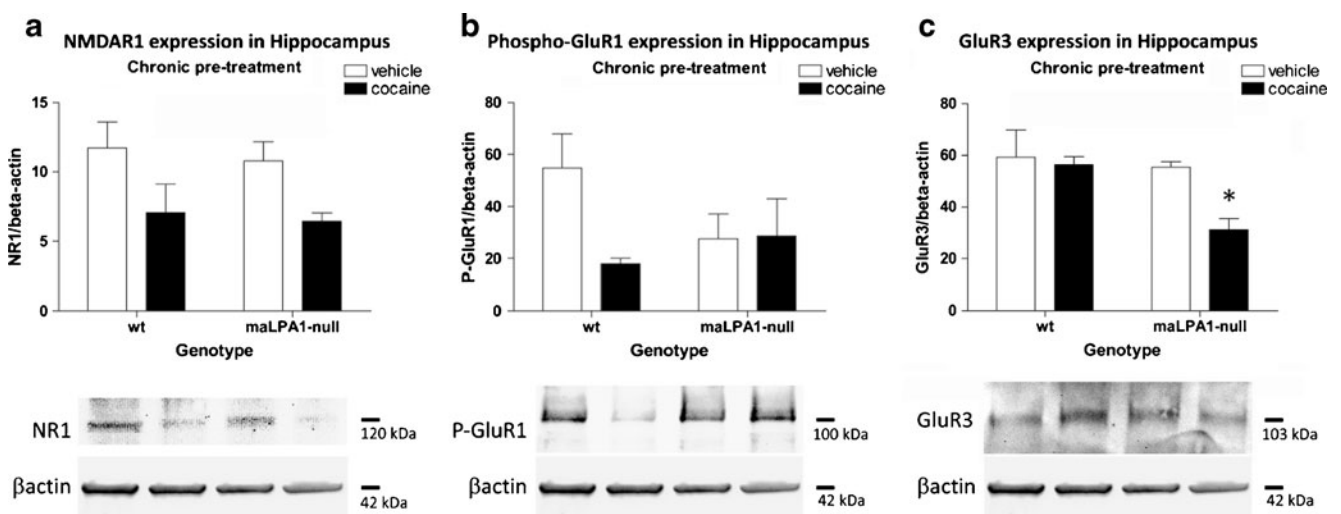 a
NMDAR1 expression in Hippocampus
Chronic pre-treatment
vehicle
cocaine
15
10
5
0
NR1/beta-actin
wt
maLPA1-null
Genotype
NR1
120 kDa
βactin
42 kDa
b
Phospho-GluR1 expression in Hippocampus
Chronic pre-treatment
vehicle
cocaine
80
60
40
20
0
P-GluR1/beta-actin
wt
maLPA1-null
Genotype
P-GluR1
100 kDa
βactin
42 kDa
c
GluR3 expression in Hippocampus
Chronic pre-treatment
vehicle
cocaine
80
60
40
20
0
GluR3/beta-actin
*
wt
maLPA1-null
Genotype
GluR3
103 kDa
βactin
42 kDa